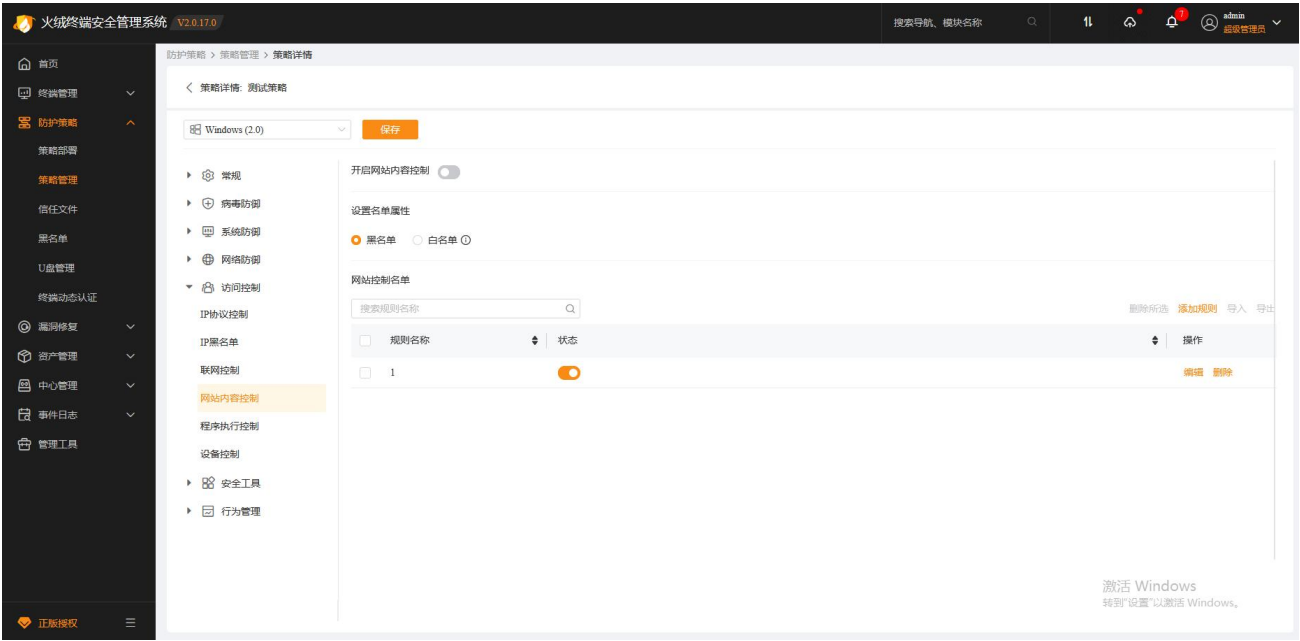 火绒终端安全管理系统 V2.0.17.0 搜索导航、模块名称 7 admin
超级管理员
首页
终端管理
防护策略
策略部署
策略管理
信任文件
黑名单
U盘管理
终端动态认证
漏洞修复
资产管理
中心管理
事件日志
管理工具
正版授权
防护策略 > 策略管理 > 策略详情
策略详情: 测试策略
Windows (2.0) 保存
常规
病毒防御
系统防御
网络防御
访问控制
IP协议控制
IP黑名单
联网控制
网站内容控制
程序执行控制
设备控制
安全工具
行为管理
开启网站内容控制
设置名单属性
黑名单 白名单
网站控制名单
搜索规则名称 删除所选 添加规则 导入 导出
规则名称 状态 操作
1 编辑 删除
激活 Windows
转到"设置"以激活 Windows。